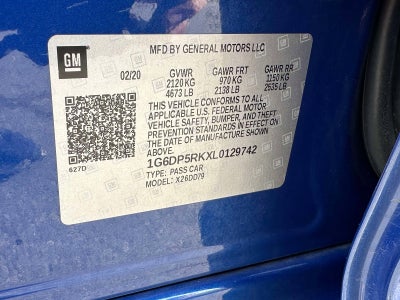 GM
MFD BY GENERAL MOTORS LLC
02/20 GVWR GAWR FRT GAWR RR
2120 KG 970 KG 1150 KG
4673 LB 2138 LB 2535 LB
THIS VEHICLE CONFORMS TO ALL
APPLICABLE U.S. FEDERAL MOTOR
VEHICLE SAFETY, BUMPER, AND THEFT
PREVENTION STANDARDS IN EFFECT ON
THE DATE OF MANUFACTURE SHOWN
ABOVE.
1G6DP5RKXL0129742
TYPE: PASS CAR
MODEL: X26DD79
627D